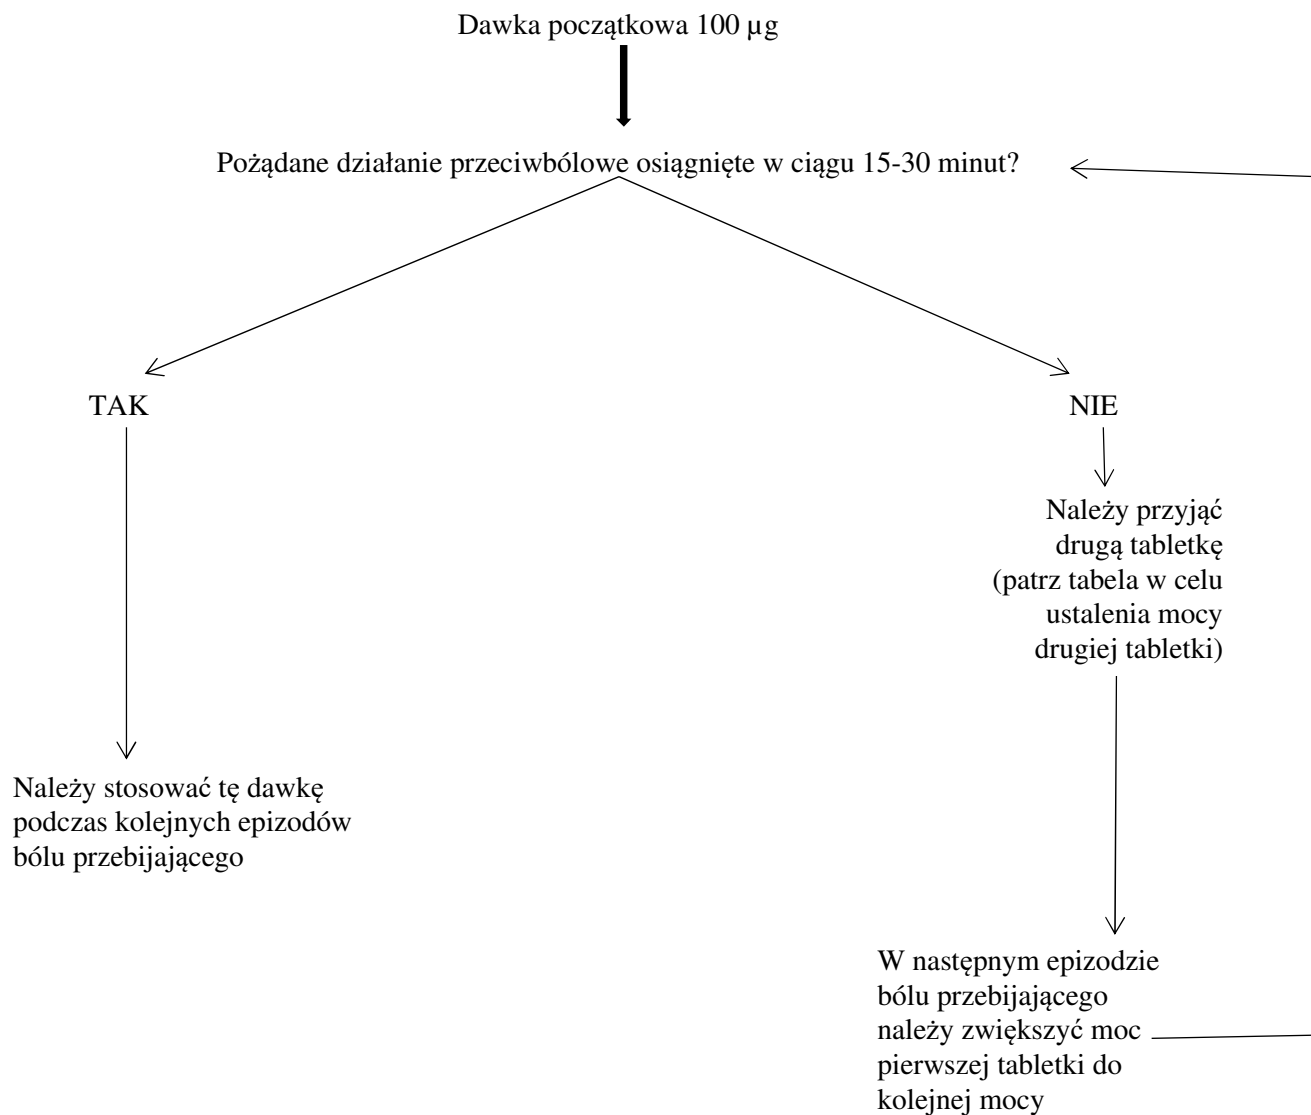 Dawka początkowa 100 µg
Pożądane działanie przeciwbólowe osiągnięte w ciągu 15-30 minut?
TAK
NIE
Należy przyjąć
drugą tabletkę
(patrz tabela w celu
ustalenia mocy
drugiej tabletki)
Należy stosować tę dawkę
podczas kolejnych epizodów
bólu przebijającego
W następnym epizodzie
bólu przebijającego
należy zwiększyć moc
pierwszej tabletki do
kolejnej mocy